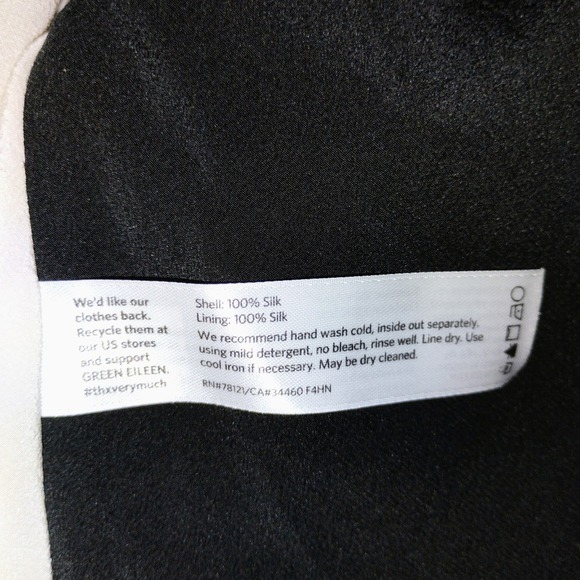 We'd like our
clothes back.
Recycle them at
our US stores
and support
GREEN EILEEN.
#thxverymuch
Shell: 100% Silk
Lining: 100% Silk
We recommend hand wash cold, inside out separately,
using mild detergent, no bleach, rinse well. Line dry. Use
cool iron if necessary. May be dry cleaned.
RN#78121/CA#34460 F4HN